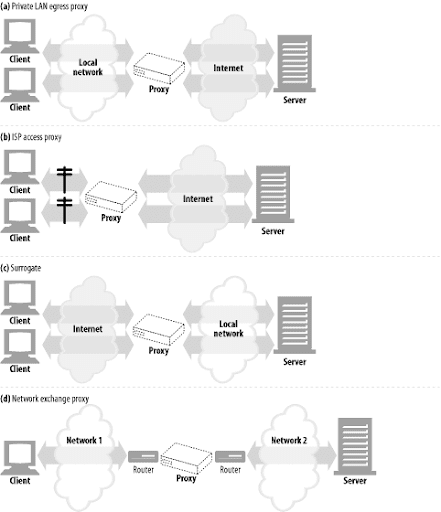 (a) Private LAN egress proxy
Client
Local
network
Proxy
Internet
Server
Client
(b) ISP access proxy
Client
Proxy
Internet
Server
Client
(c) Surrogate
Client
Internet
Proxy
Local
network
Server
Client
(d) Network exchange proxy
Network 1
Network 2
Client
Router
Proxy
Router
Server